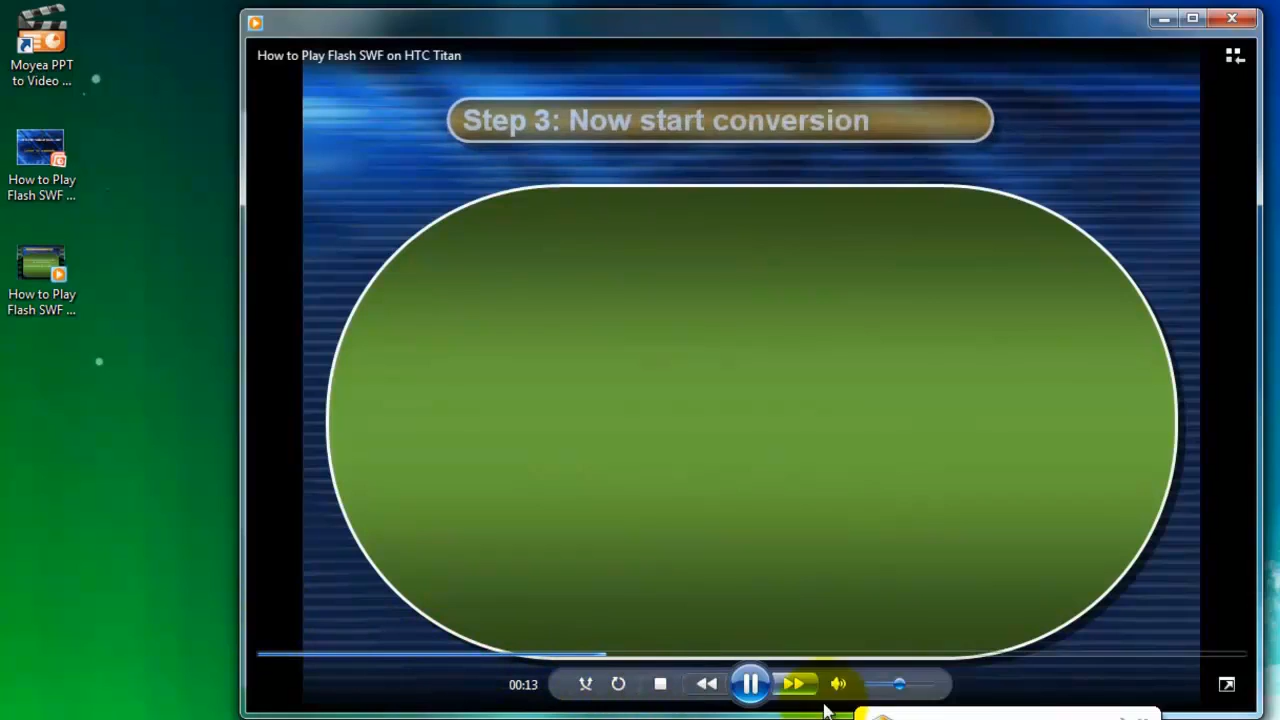 Moyea PPT
to Video ...
How to Play
Flash SWF ...
How to Play
Flash SWF ...
How to Play Flash SWF on HTC Titan
Step 3: Now start conversion
00:13